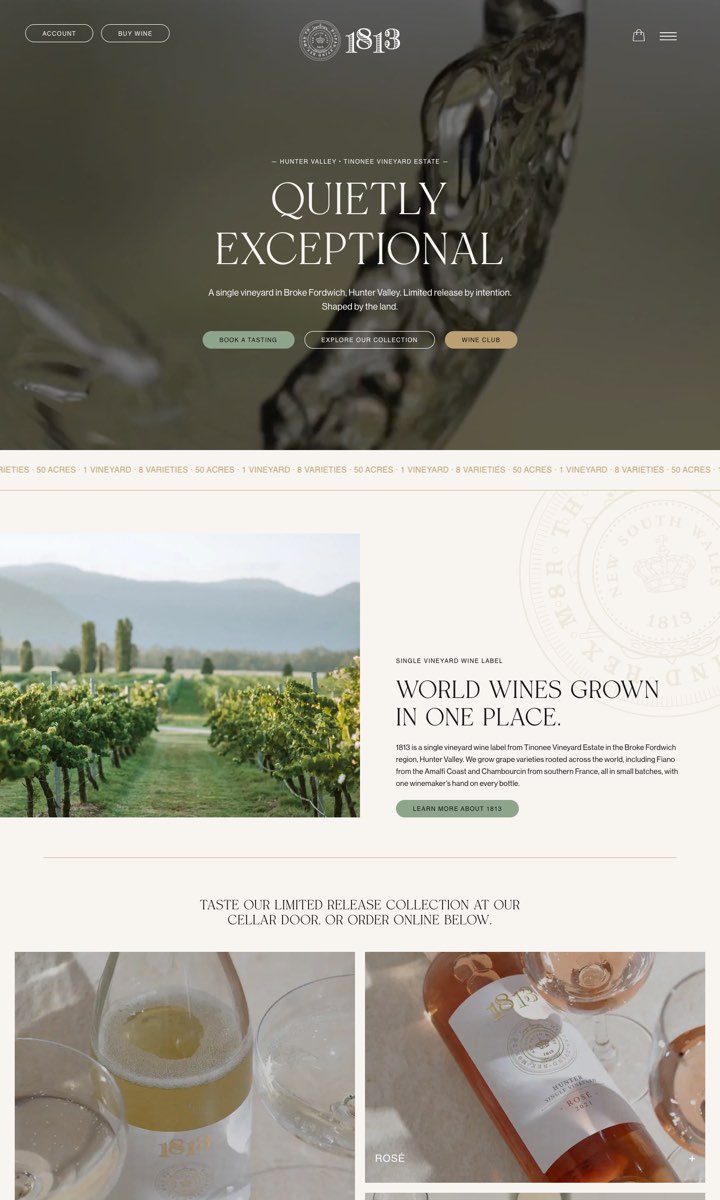 ACCOUNT
BUY WINE
1813
— HUNTER VALLEY • TINONEE VINEYARD ESTATE —
QUIETLY
EXCEPTIONAL
A single vineyard in Broke Fordwich, Hunter Valley. Limited release by intention.
Shaped by the land.
BOOK A TASTING
EXPLORE OUR COLLECTION
WINE CLUB
RIETIES · 50 ACRES · 1 VINEYARD · 8 VARIETIES · 50 ACRES · 1 VINEYARD · 8 VARIETIES · 50 ACRES · 1 VINEYARD · 8 VARIETIES · 50 ACRES · 1 VINEYARD · 8 VARIETIES · 50 ACRES ·
NEW SOUTH WALES
1813
SINGLE VINEYARD WINE LABEL
WORLD WINES GROWN
IN ONE PLACE.
1813 is a single vineyard wine label from Tinonee Vineyard Estate in the Broke Fordwich
region, Hunter Valley. We grow grape varieties rooted across the world, including Fiano
from the Amalfi Coast and Chambourcin from southern France, all in small batches, with
one winemaker's hand on every bottle.
LEARN MORE ABOUT 1813
TASTE OUR LIMITED RELEASE COLLECTION AT OUR
CELLAR DOOR, OR ORDER ONLINE BELOW.
1813
1813
HUNTER
SINGLE VINEYARD
ROSÉ
2021
ROSÉ +